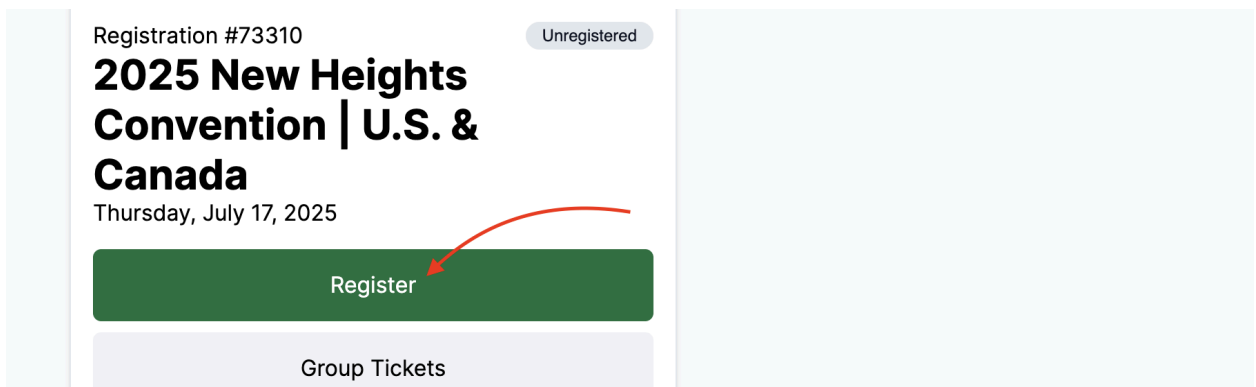 Registration #73310
Unregistered
2025 New Heights
Convention | U.S. &
Canada
Thursday, July 17, 2025
Register
Group Tickets